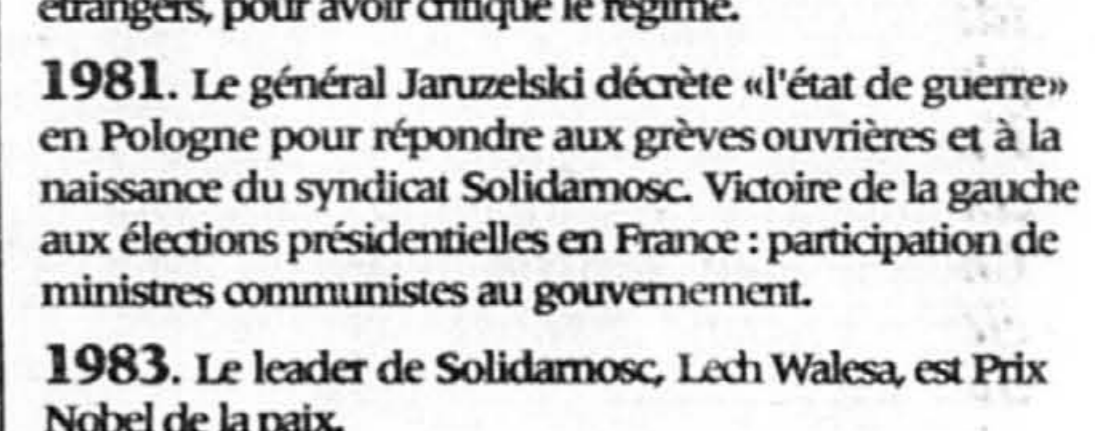 étrangers, pour avoir critiqué le régime.
1981. Le général Jaruzelski décrète «l'état de guerre»
en Pologne pour répondre aux grèves ouvrières et à la
naissance du syndicat Solidarnosc. Victoire de la gauche
aux élections présidentielles en France : participation de
ministres communistes au gouvernement.
1983. Le leader de Solidarnosc, Lech Walesa, est Prix
Nobel de la paix.